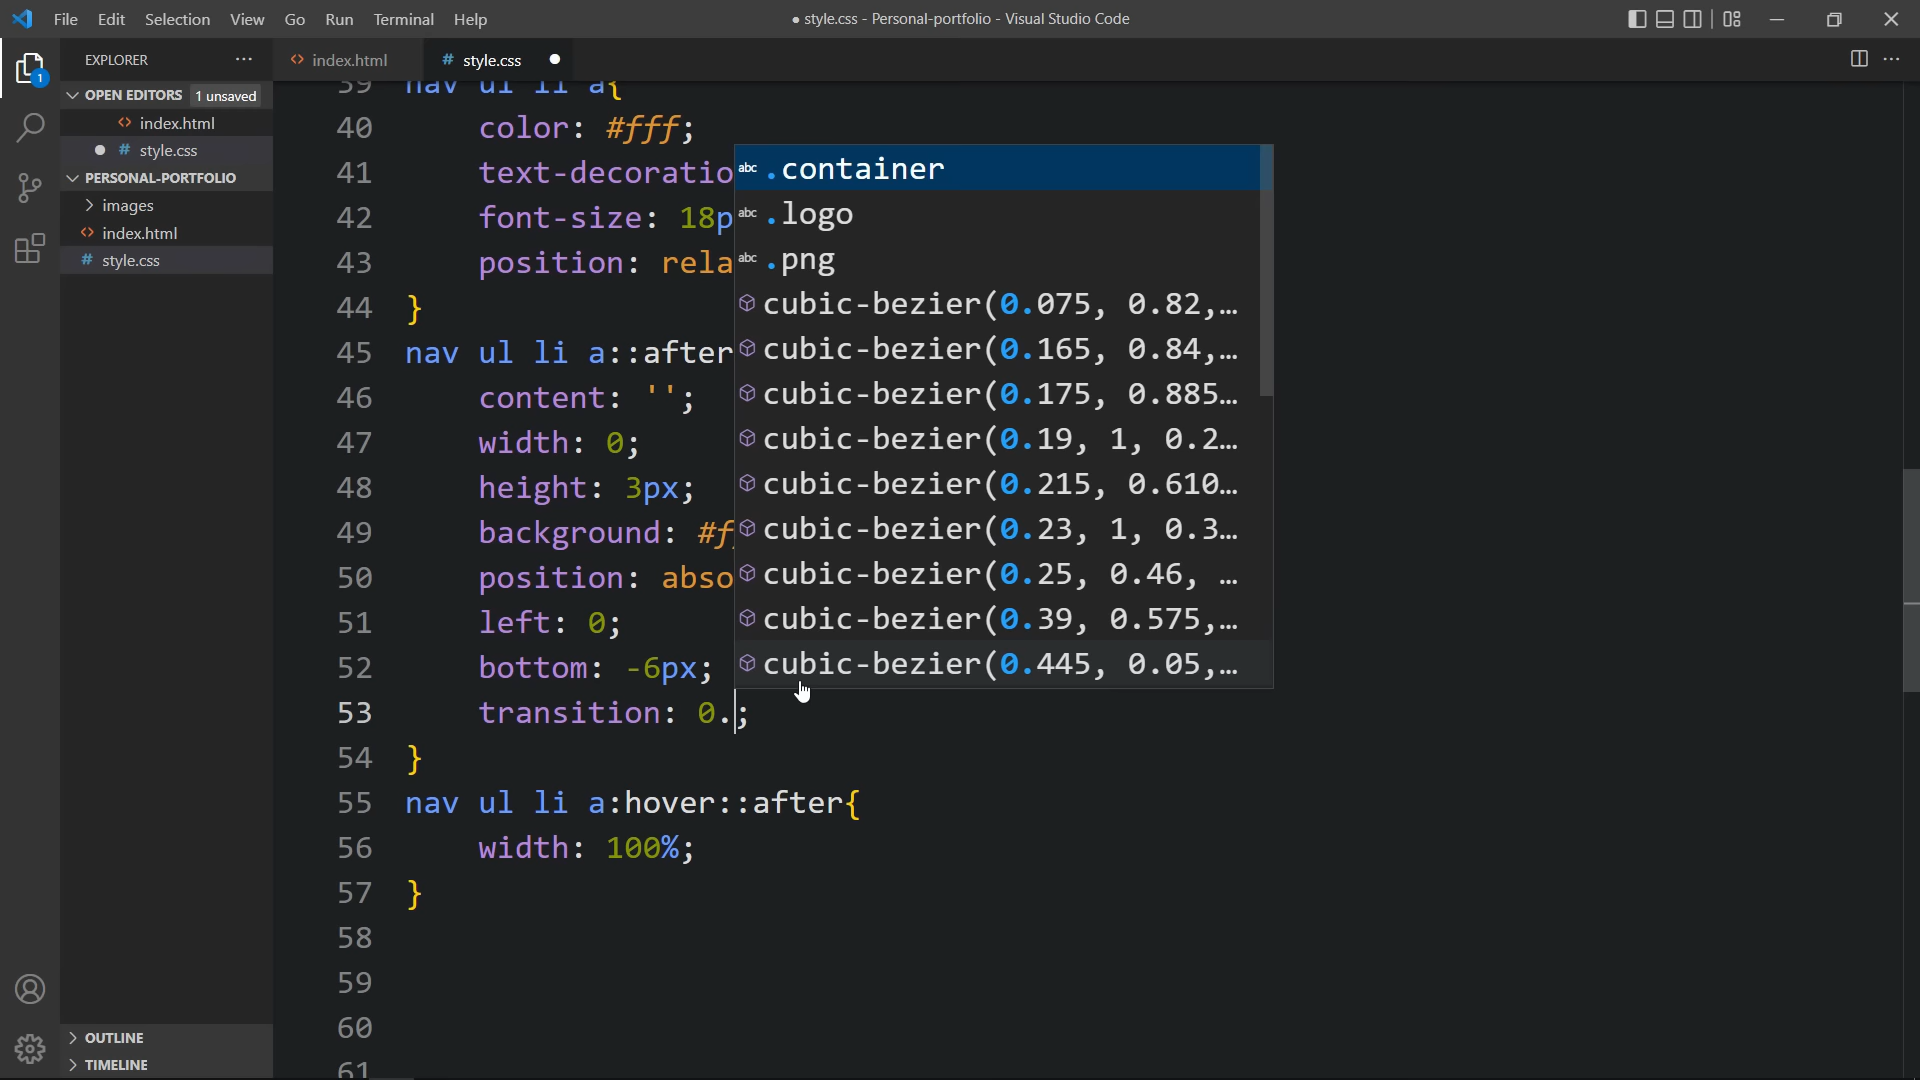 File Edit Selection View Go Run Terminal Help
● style.css - Personal-portfolio - Visual Studio Code
EXPLORER ···
<> index.html
# style.css
OPEN EDITORS 1 unsaved
<> index.html
# style.css
PERSONAL-PORTFOLIO
images
<> index.html
# style.css
OUTLINE
TIMELINE
1
39 nav ul li a{
40 color: #fff;
41 text-decoratio
42 font-size: 18p
43 position: rela
44 }
45 nav ul li a::after
46 content: '';
47 width: 0;
48 height: 3px;
49 background: #f
50 position: abso
51 left: 0;
52 bottom: -6px;
53 transition: 0.;
54 }
55 nav ul li a:hover::after{
56 width: 100%;
57 }
58
59
60
61
abc .container
abc .logo
abc .png
cubic-bezier(0.075, 0.82,…
cubic-bezier(0.165, 0.84,…
cubic-bezier(0.175, 0.885…
cubic-bezier(0.19, 1, 0.2…
cubic-bezier(0.215, 0.610…
cubic-bezier(0.23, 1, 0.3…
cubic-bezier(0.25, 0.46, …
cubic-bezier(0.39, 0.575,…
cubic-bezier(0.445, 0.05,…